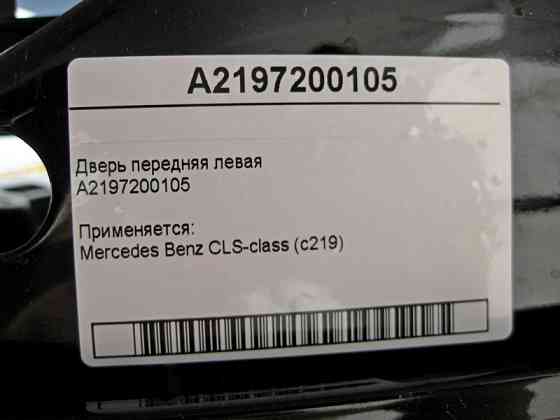 A2197200105
Дверь передняя левая
A2197200105
Применяется:
Mercedes Benz CLS-class (c219)